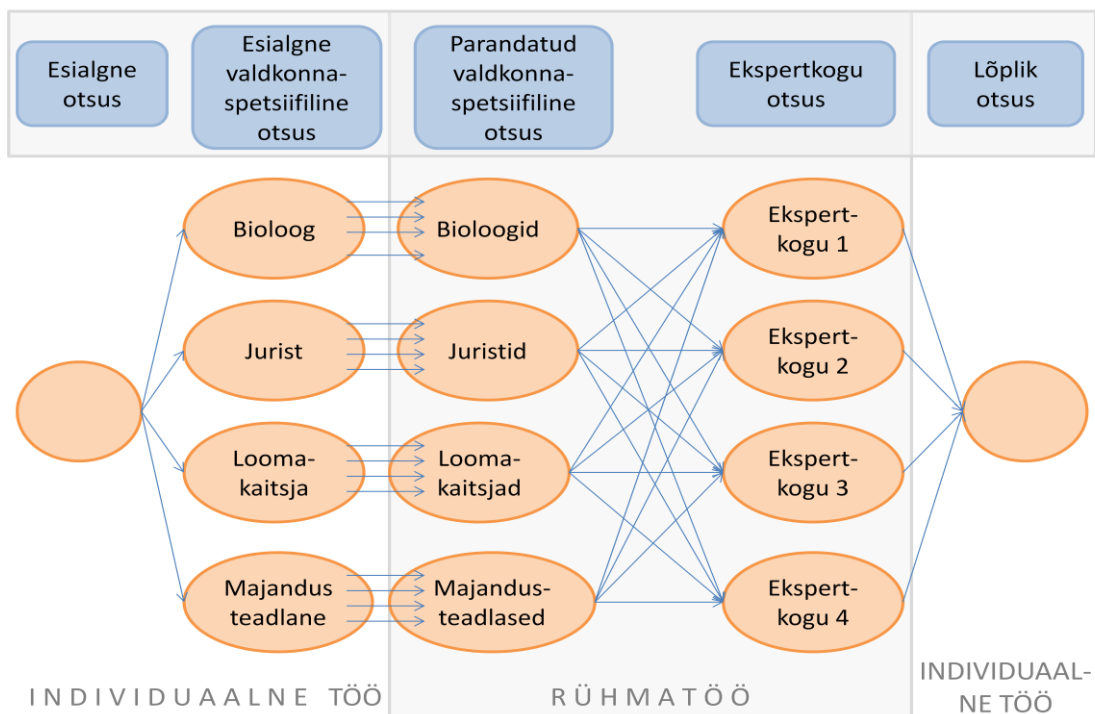 Esialgne
otsus
Esialgne
valdkonna-
spetsiifiline
otsus
Parandatud
valdkonna-
spetsiifiline
otsus
Ekspertkogu
otsus
Lõplik
otsus
Bioloog
Bioloogid
Ekspert-
kogu 1
Jurist
Juristid
Ekspert-
kogu 2
Looma-
kaitsja
Looma-
kaitsjad
Ekspert-
kogu 3
Majandus
teadlane
Majandus-
teadlased
Ekspert-
kogu 4
INDIVIDUAALNE TÖÖ
RÜHMATÖÖ
INDIVIDUAAL-
NE TÖÖ